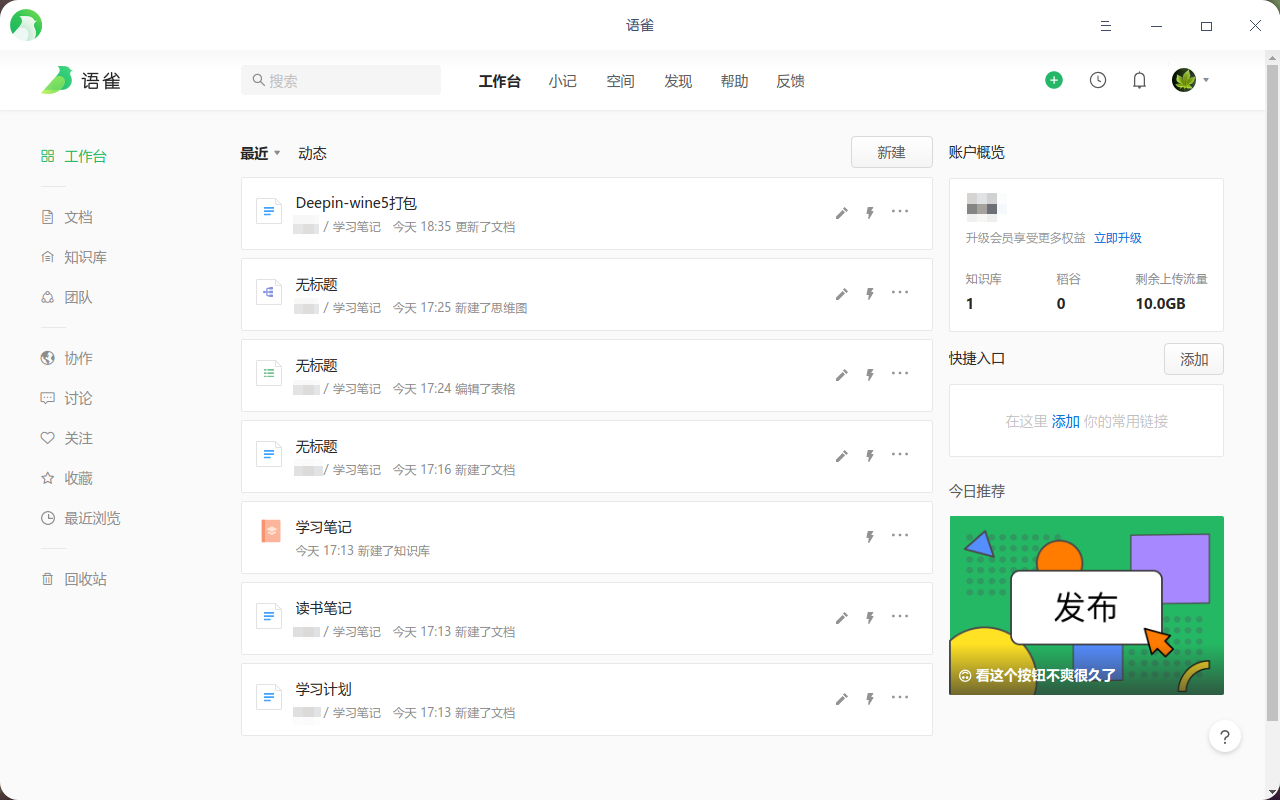 语雀
语雀
搜索
工作台 小记 空间 发现 帮助 反馈
工作台
文档
知识库
团队
协作
讨论
关注
收藏
最近浏览
回收站
最近 动态 新建
Deepin-wine5打包
/ 学习笔记 今天 18:35 更新了文档
无标题
/ 学习笔记 今天 17:25 新建了思维图
无标题
/ 学习笔记 今天 17:24 编辑了表格
无标题
/ 学习笔记 今天 17:16 新建了文档
学习笔记
今天 17:13 新建了知识库
读书笔记
/ 学习笔记 今天 17:13 新建了文档
学习计划
/ 学习笔记 今天 17:13 新建了文档
账户概览
升级会员享受更多权益 立即升级
知识库 稻谷 剩余上传流量
1 0 10.0GB
快捷入口 添加
在这里 添加 你的常用链接
今日推荐
发布
看这个按钮不爽很久了
?